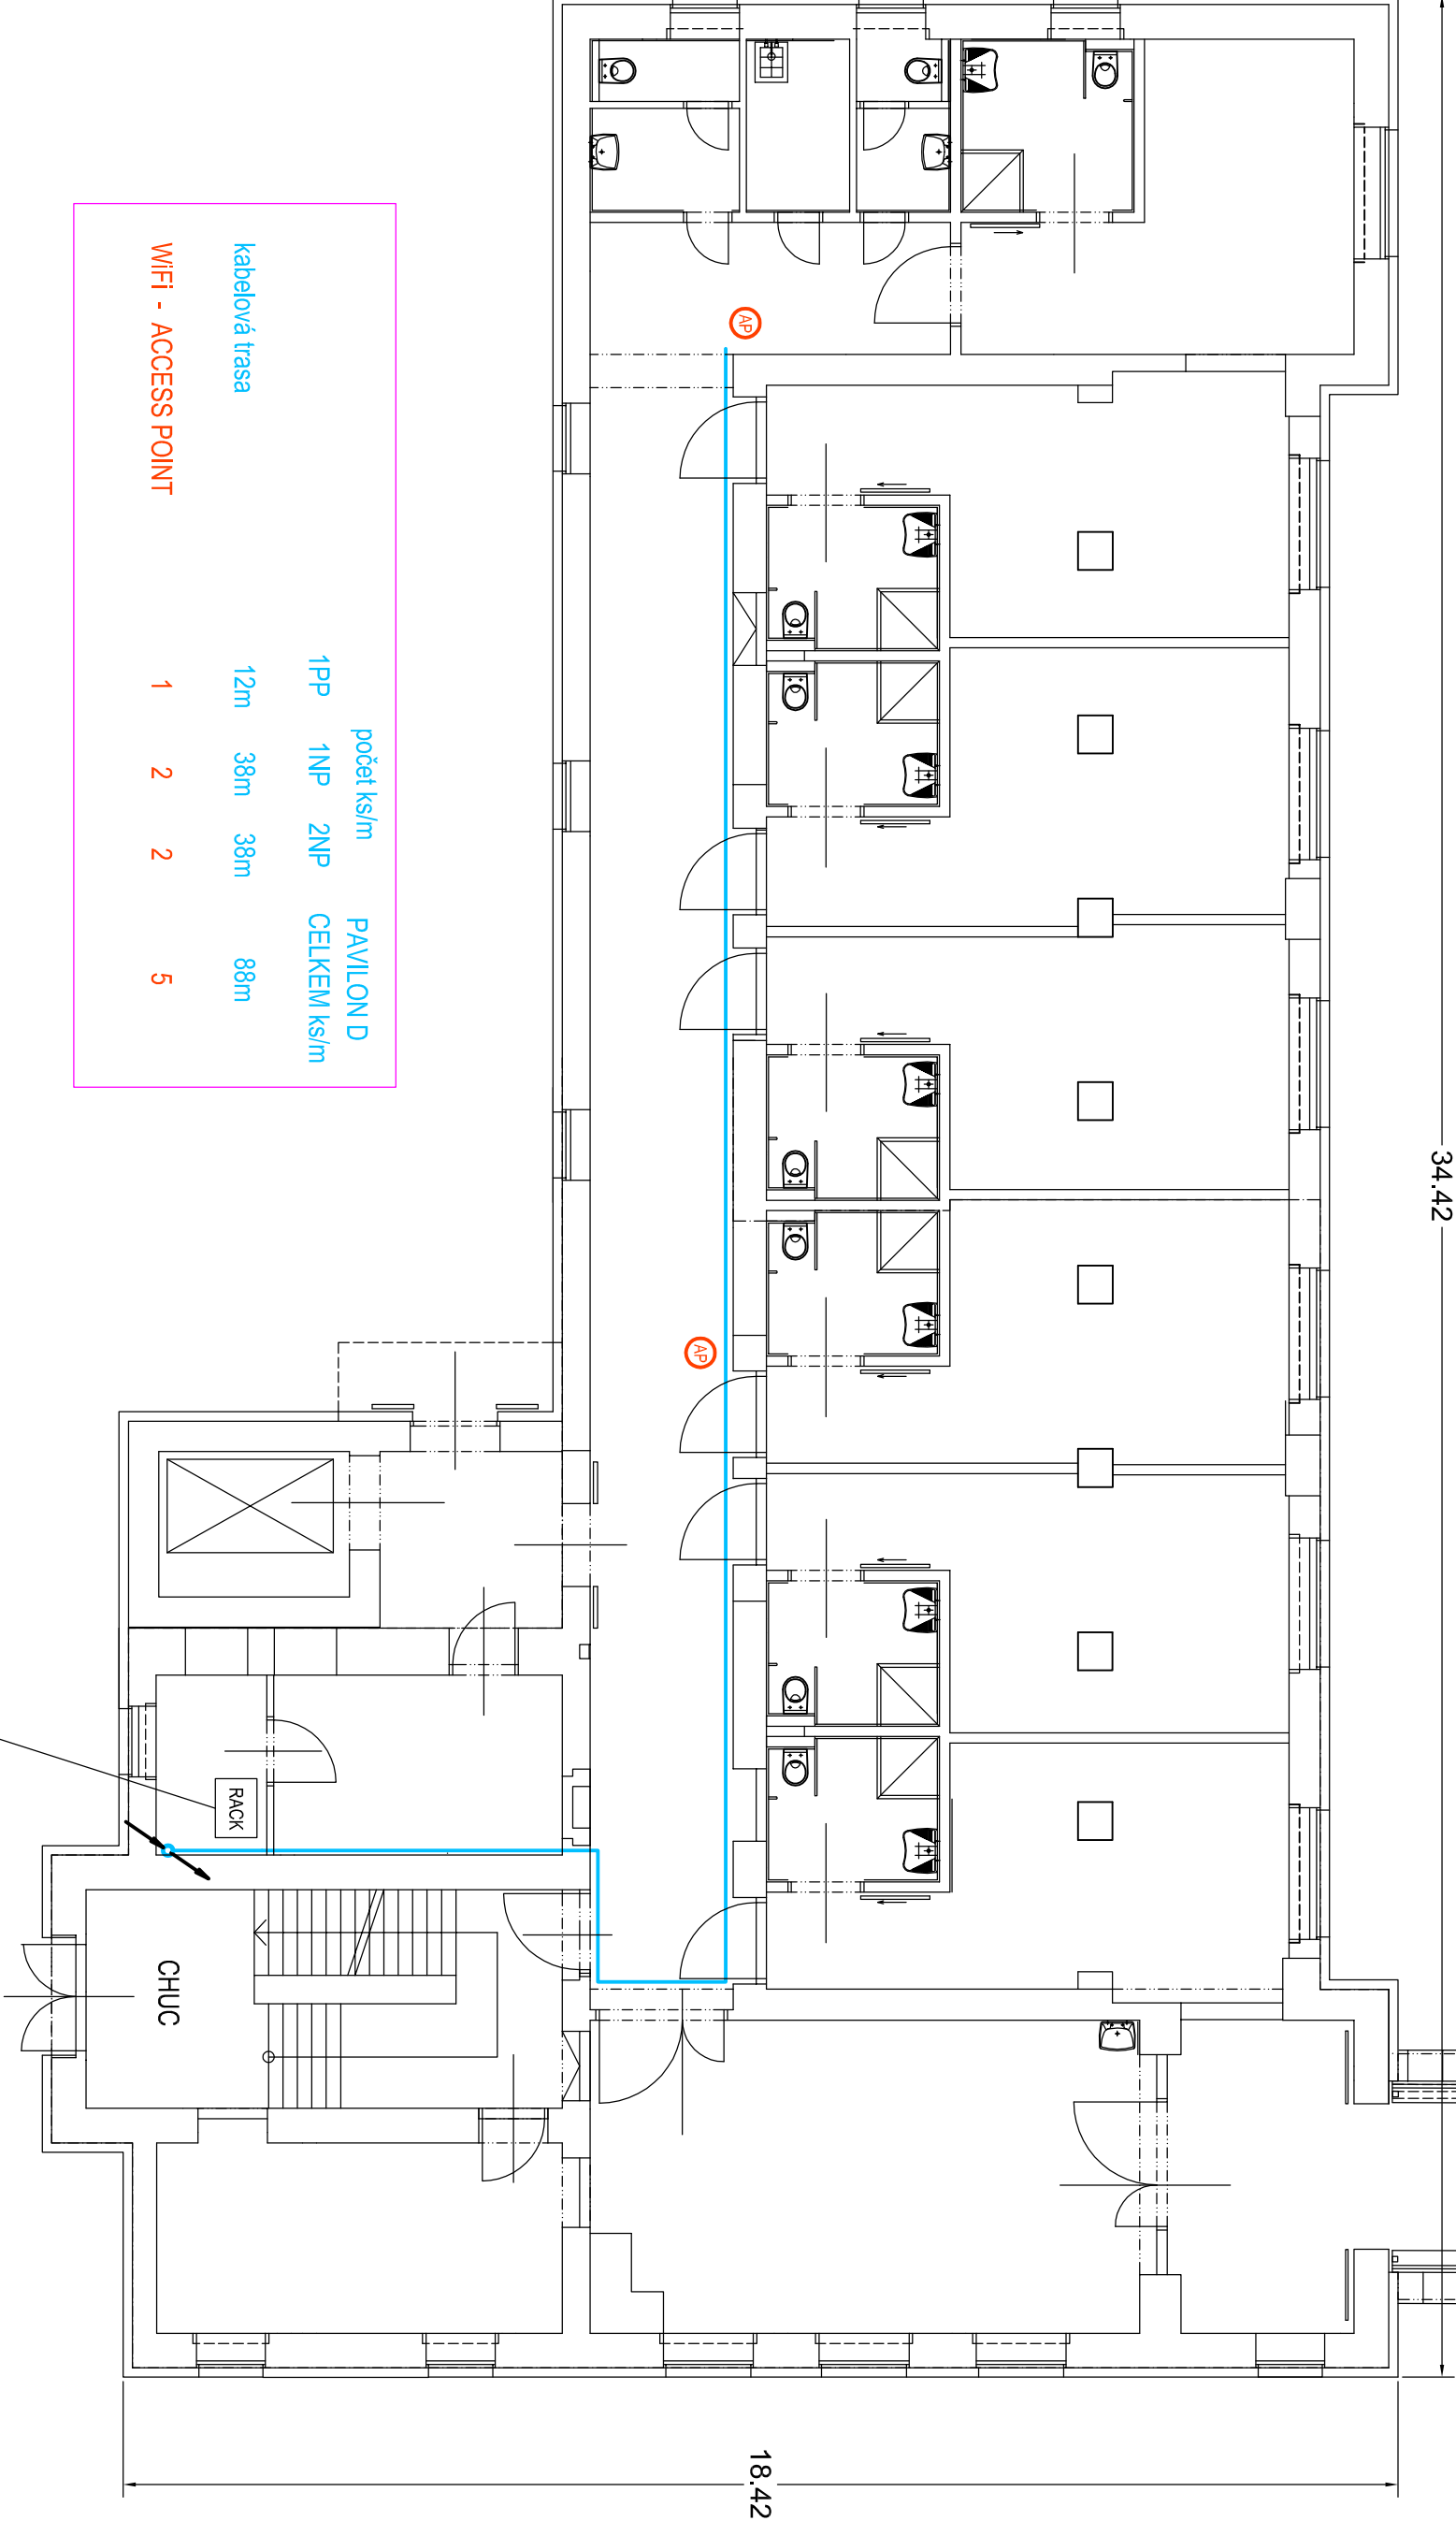 34.42
AP
AP
počet ks/m PAVILON D
1PP 1NP 2NP CELKEM ks/m
kabelová trasa 12m 38m 38m 88m
WiFi - ACCESS POINT 1 2 2 5
RACK
CHUC
18.42